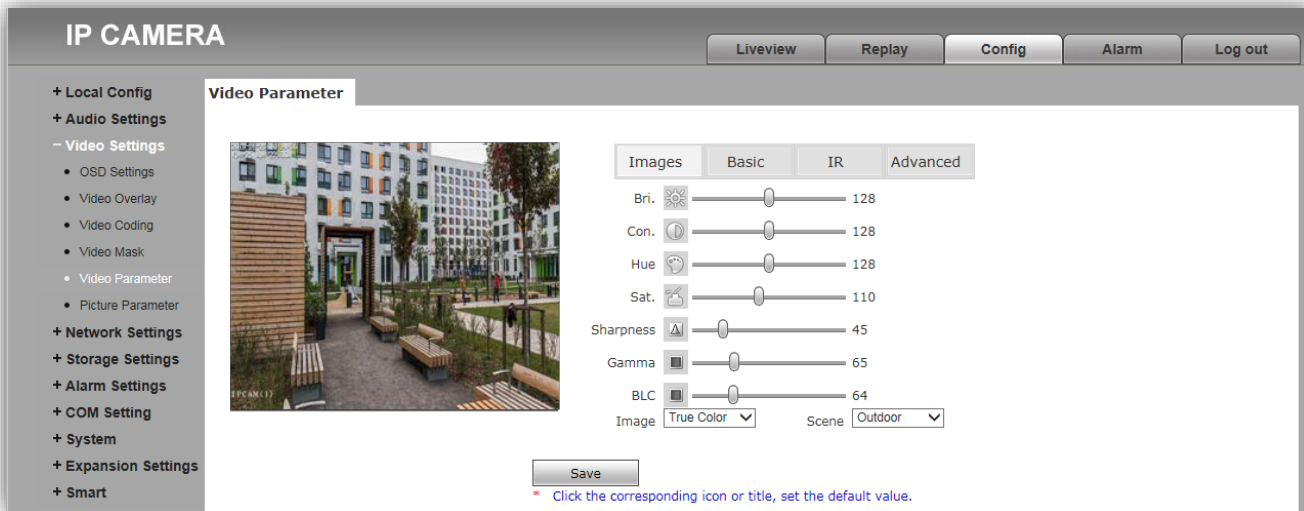 IP CAMERA
Liveview Replay Config Alarm Log out
+ Local Config
+ Audio Settings
− Video Settings
• OSD Settings
• Video Overlay
• Video Coding
• Video Mask
• Video Parameter
• Picture Parameter
+ Network Settings
+ Storage Settings
+ Alarm Settings
+ COM Setting
+ System
+ Expansion Settings
+ Smart
Video Parameter
IPCAM(1)
Images Basic IR Advanced
Bri. 128
Con. 128
Hue 128
Sat. 110
Sharpness 45
Gamma 65
BLC 64
Image True Color Scene Outdoor
Save
* Click the corresponding icon or title, set the default value.